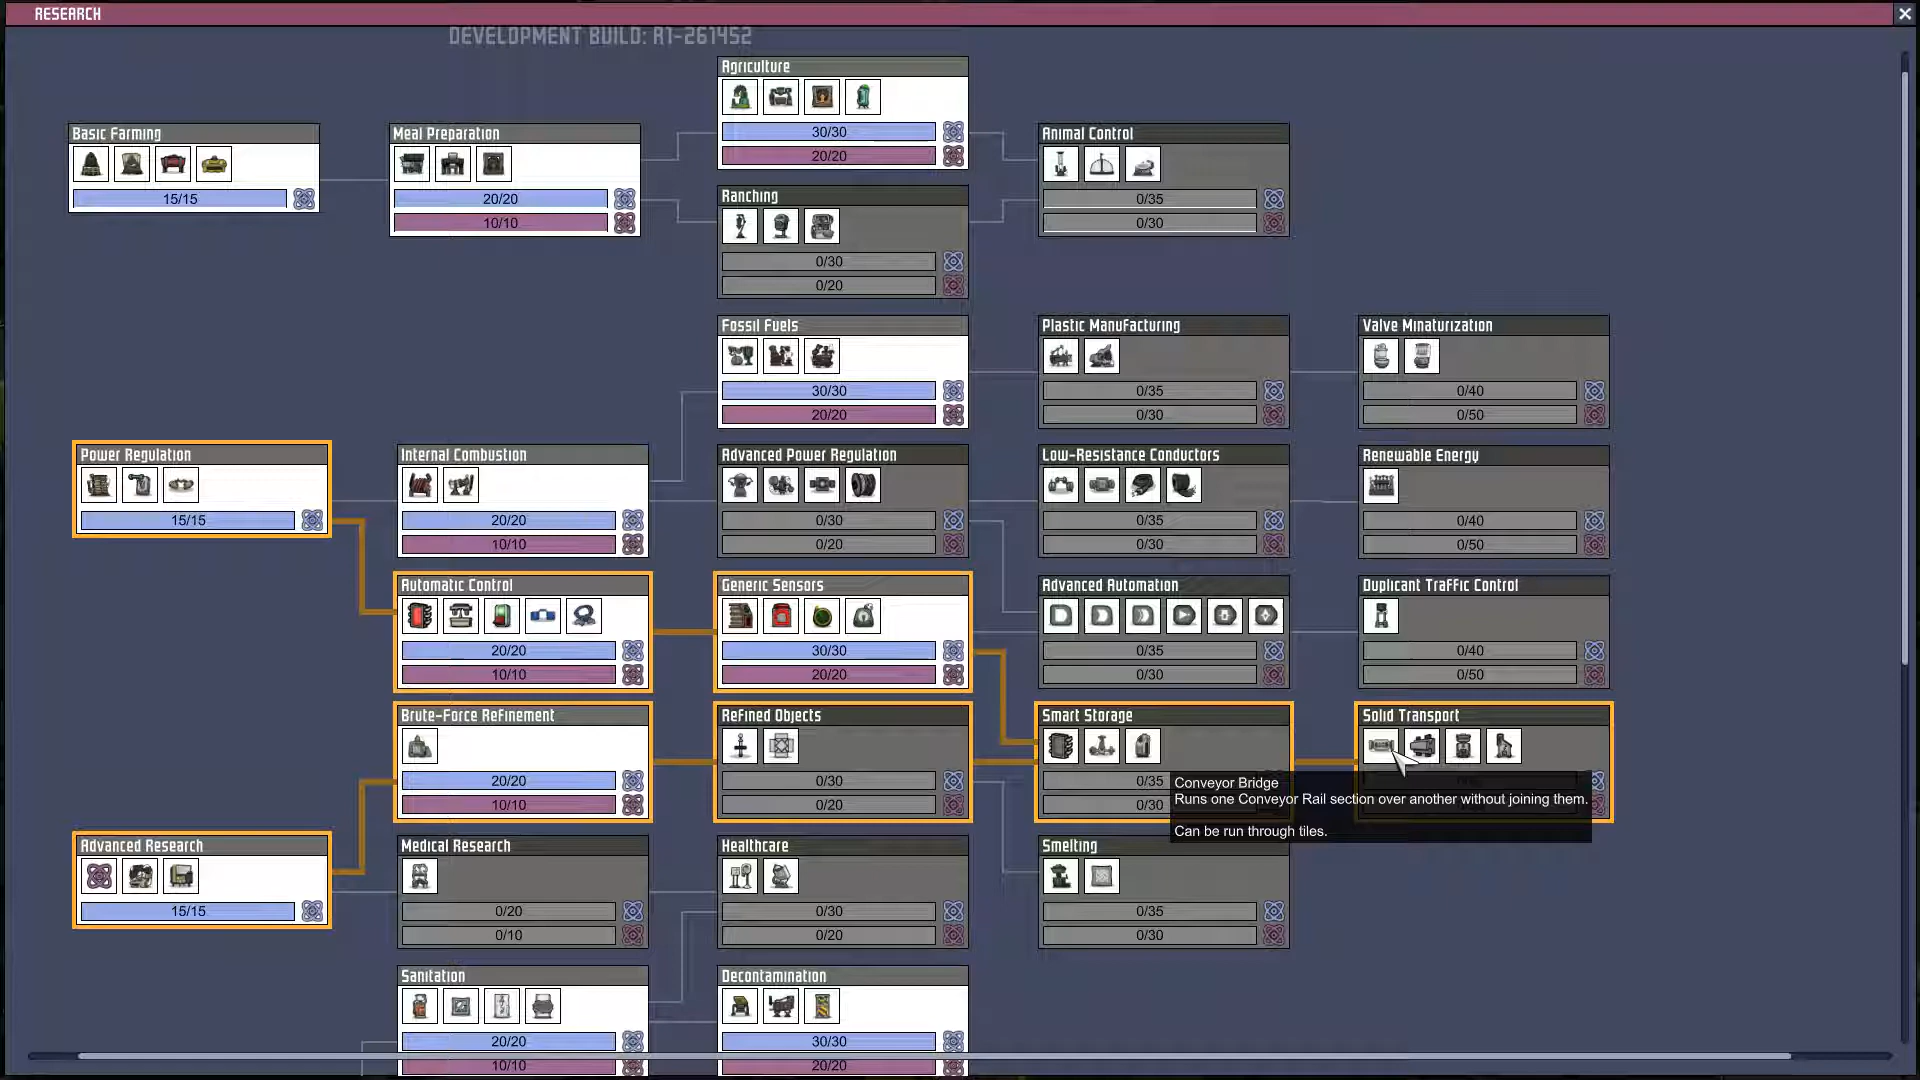 RESEARCH
DEVELOPMENT BUILD: R1-261452
Agriculture
30/30
20/20
Basic Farming
15/15
Meal Preparation
20/20
10/10
Animal Control
0/35
0/30
Ranching
0/30
0/20
Fossil Fuels
30/30
20/20
Plastic Manufacturing
0/35
0/30
Valve Minaturization
0/40
0/50
Power Regulation
15/15
Internal Combustion
20/20
10/10
Advanced Power Regulation
0/30
0/20
Low-Resistance Conductors
0/35
0/30
Renewable Energy
0/40
0/50
Automatic Control
20/20
10/10
Generic Sensors
30/30
20/20
Advanced Automation
0/35
0/30
Duplicant Traffic Control
0/40
0/50
Brute-Force Refinement
20/20
10/10
Refined Objects
0/30
0/20
Smart Storage
0/35
0/30
Solid Transport
Conveyor Bridge
Runs one Conveyor Rail section over another without joining them.
Can be run through tiles.
Advanced Research
15/15
Medical Research
0/20
0/10
Healthcare
0/30
0/20
Smelting
0/35
0/30
Sanitation
20/20
10/10
Decontamination
30/30
20/20